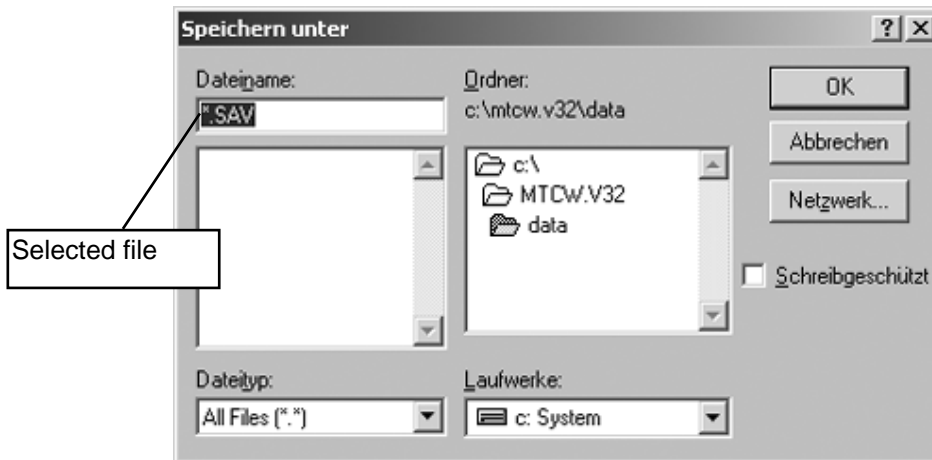 Speichern unter
Dateiname:
*.SAV
Ordner:
c:\mtcw.v32\data
c:\
MTCW.V32
data
OK
Abbrechen
Netzwerk...
Schreibgeschützt
Selected file
Dateityp:
All Files (*.*)
Laufwerke:
c: System